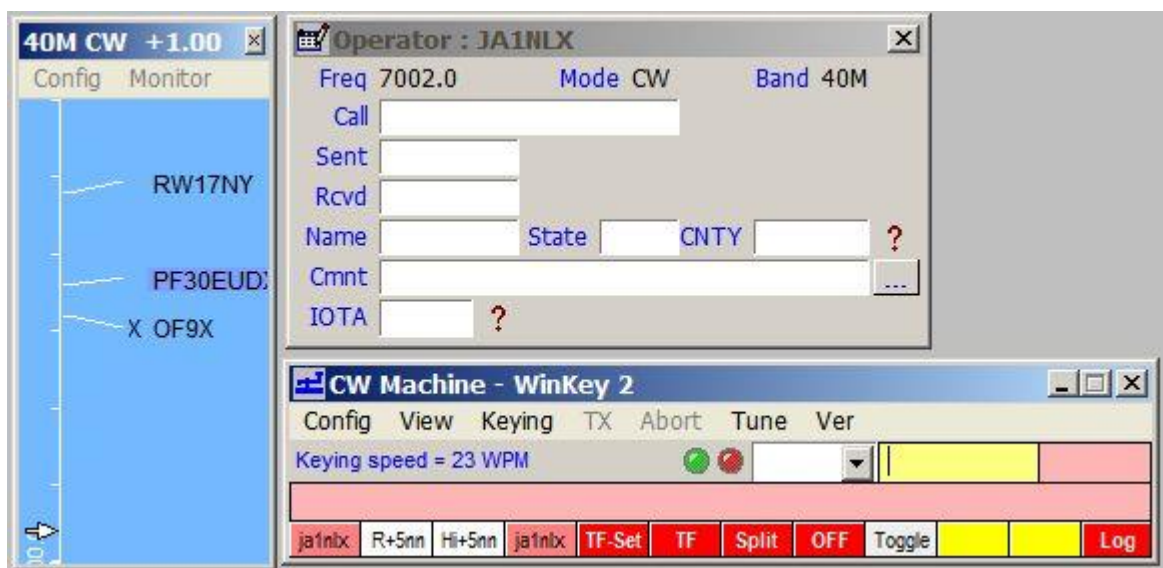 40M CW +1.00
Config Monitor
RW17NY
PF30EUD
X OF9X
Operator : JA1NLX
Freq 7002.0 Mode CW Band 40M
Call
Sent
Rcvd
Name State CNTY ?
Cmnt ...
IOTA ?
CW Machine - WinKey 2
Config View Keying TX Abort Tune Ver
Keying speed = 23 WPM
ja1nlx R+5nn Hi+5nn ja1nlx TF-Set TF Split OFF Toggle Log